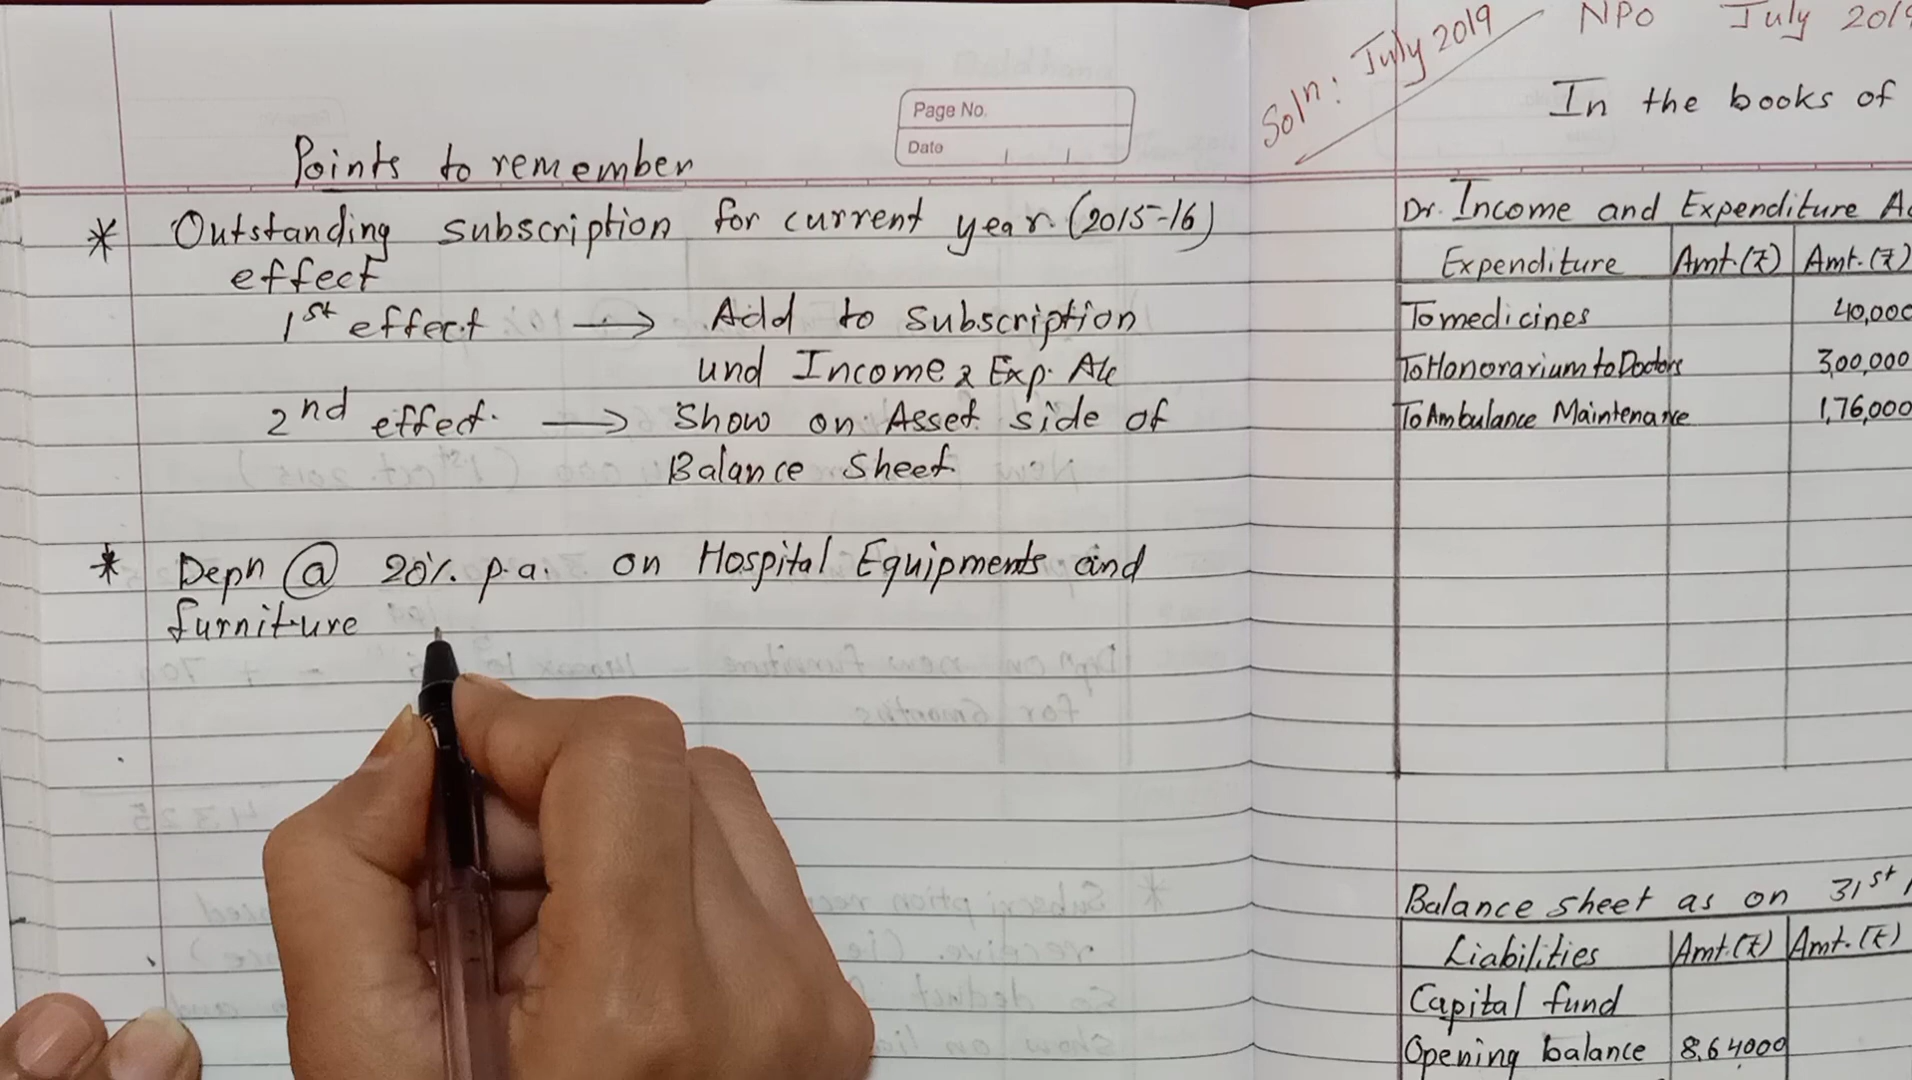 Page No.
Date
Points to remember
* Outstanding subscription for current year (2015-16)
effect
1st effect → Add to subscription
und Income & Exp. A/c
2nd effect. → Show on Asset side of
Balance Sheet
* Depn @ 20%. p.a. on Hospital Equipments and
furniture
Soln: July 2019
NPO July 201
In the books of
Dr. Income and Expenditure Ac
Expenditure Amt.(₹) Amt.(₹)
To medicines 40,000
To Honorarium to Doctors 3,00,000
To Ambulance Maintenance 1,76,000
Balance sheet as on 31st
Liabilities Amt.(₹) Amt.(₹)
Capital fund
Opening balance 8,64000